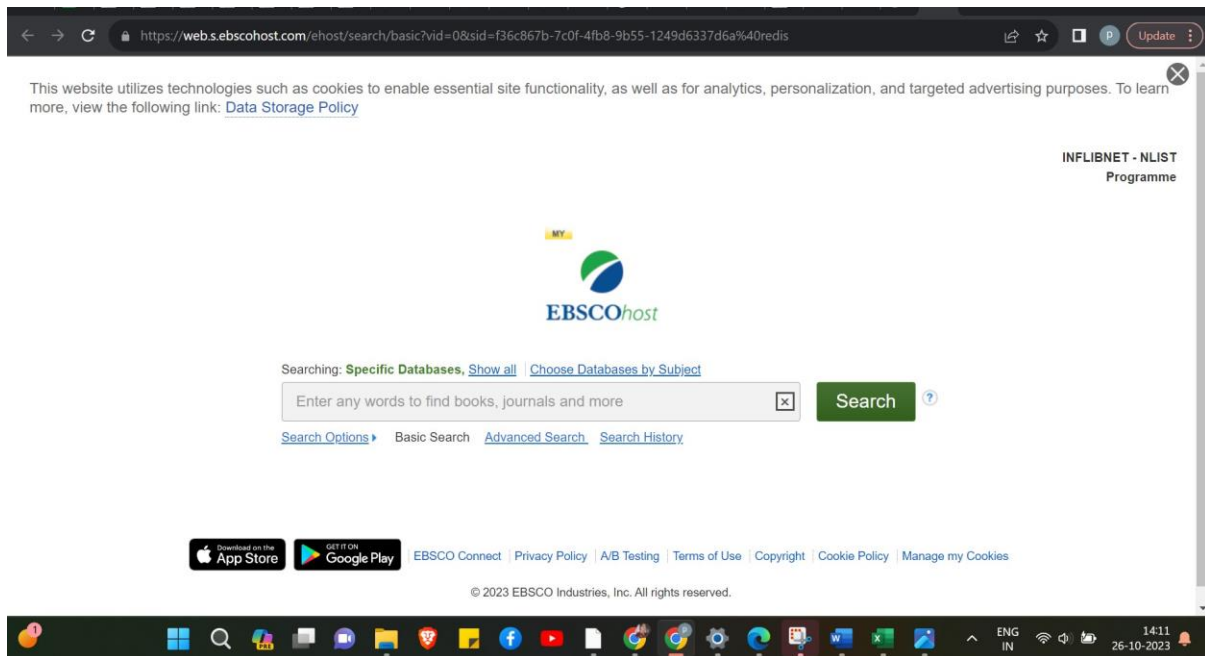 https://web.s.ebscohost.com/ehost/search/basic?vid=0&sid=f36c867b-7c0f-4fb8-9b55-1249d6337d6a%40redis
P
Update
This website utilizes technologies such as cookies to enable essential site functionality, as well as for analytics, personalization, and targeted advertising purposes. To learn
more, view the following link: Data Storage Policy
INFLIBNET - NLIST
Programme
MY
EBSCOhost
Searching: Specific Databases, Show all Choose Databases by Subject
Enter any words to find books, journals and more
Search
?
Search Options Basic Search Advanced Search Search History
Download on the
App Store
GET IT ON
Google Play
EBSCO Connect Privacy Policy A/B Testing Terms of Use Copyright Cookie Policy Manage my Cookies
© 2023 EBSCO Industries, Inc. All rights reserved.
1
PRE
ENG
IN
14:11
26-10-2023